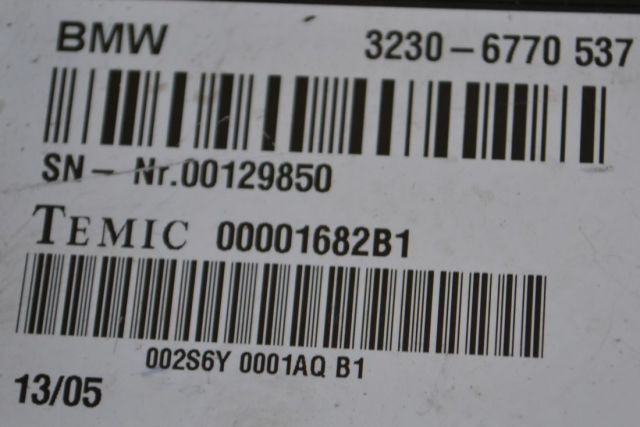 BMW 3230-6770 537
SN- Nr.00129850
TEMIC 00001682B1
002S6Y 0001AQ B1
13/05